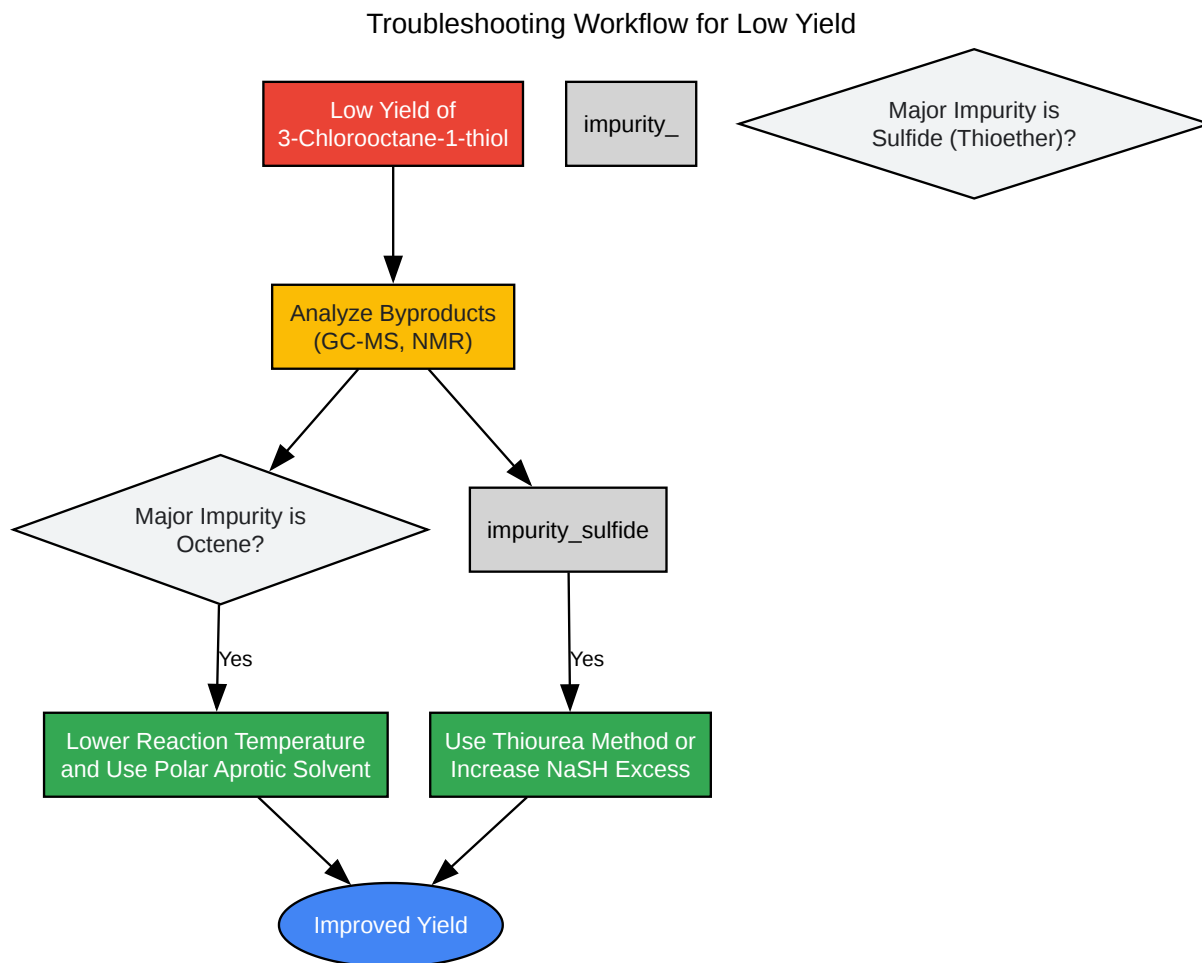 Troubleshooting Workflow for Low Yield
Low Yield of
3-Chlorooctane-1-thiol
impurity_
Major Impurity is
Sulfide (Thioether)?
Analyze Byproducts
(GC-MS, NMR)
Major Impurity is
Octene?
impurity_sulfide
Yes
Yes
Lower Reaction Temperature
and Use Polar Aprotic Solvent
Use Thiourea Method or
Increase NaSH Excess
Improved Yield